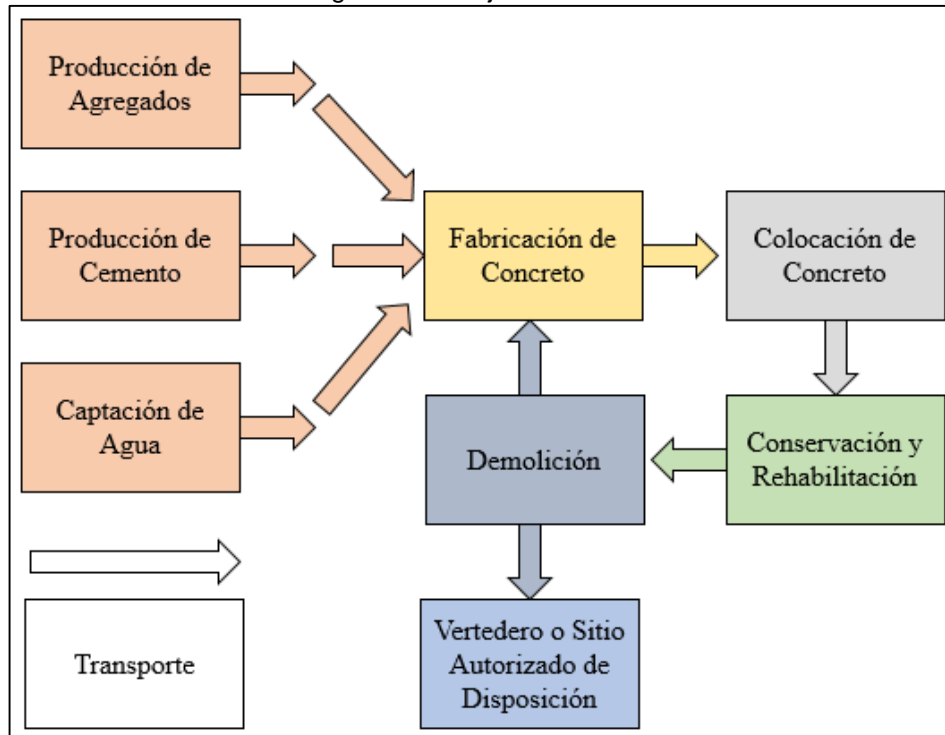 Producción de
Agregados
Producción de
Cemento
Captación de
Agua
Fabricación de
Concreto
Colocación de
Concreto
Demolición
Conservación y
Rehabilitación
Transporte
Vertedero o Sitio
Autorizado de
Disposición